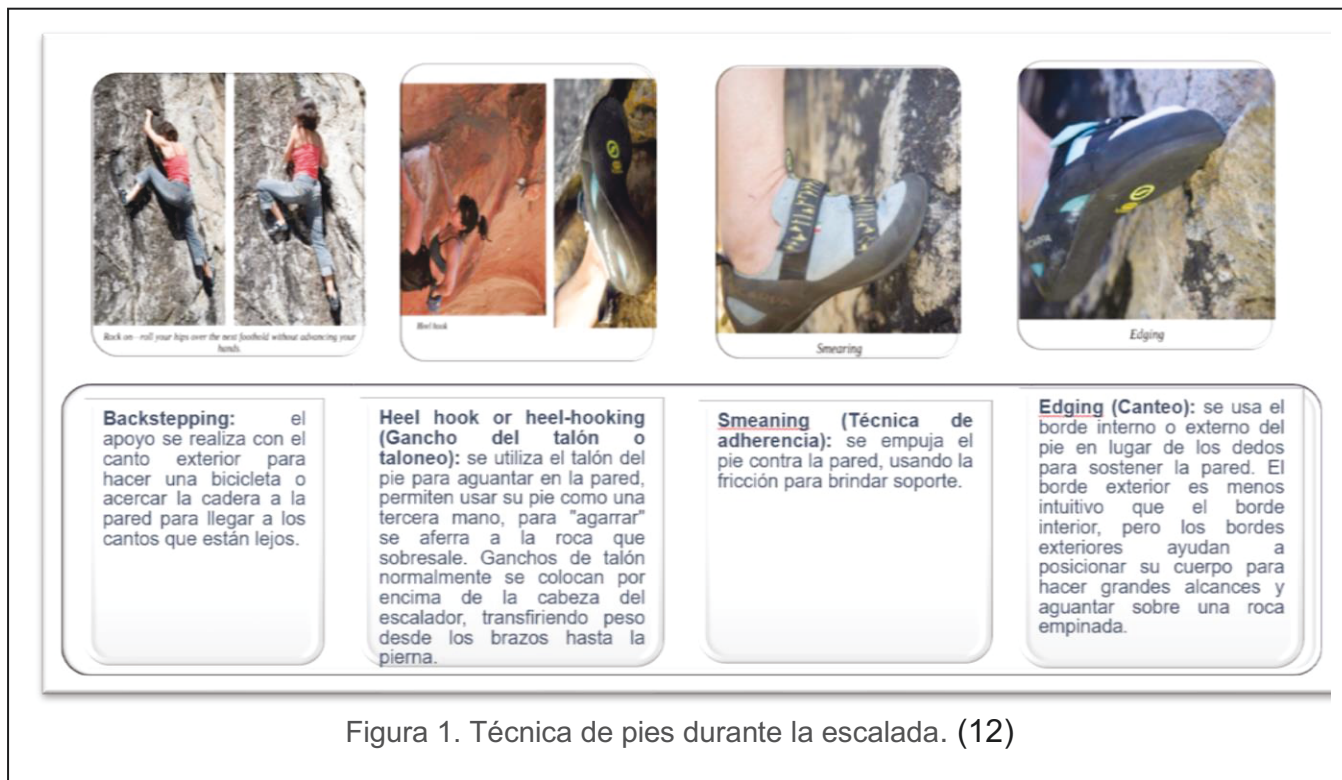 Rock on - roll your hips over the next foothold without advancing your
hands.
Heel hook
Smearing
Edging
Backstepping: el
apoyo se realiza con el
canto exterior para
hacer una bicicleta o
acercar la cadera a la
pared para llegar a los
cantos que están lejos.
Heel hook or heel-hooking
(Gancho del talón o
taloneo): se utiliza el talón del
pie para aguantar en la pared,
permiten usar su pie como una
tercera mano, para "agarrar"
se aferra a la roca que
sobresale. Ganchos de talón
normalmente se colocan por
encima de la cabeza del
escalador, transfiriendo peso
desde los brazos hasta la
pierna.
Smeaning (Técnica de
adherencia): se empuja el
pie contra la pared, usando la
fricción para brindar soporte.
Edging (Canteo): se usa el
borde interno o externo del
pie en lugar de los dedos
para sostener la pared. El
borde exterior es menos
intuitivo que el borde
interior, pero los bordes
exteriores ayudan a
posicionar su cuerpo para
hacer grandes alcances y
aguantar sobre una roca
empinada.
Figura 1. Técnica de pies durante la escalada. (12)